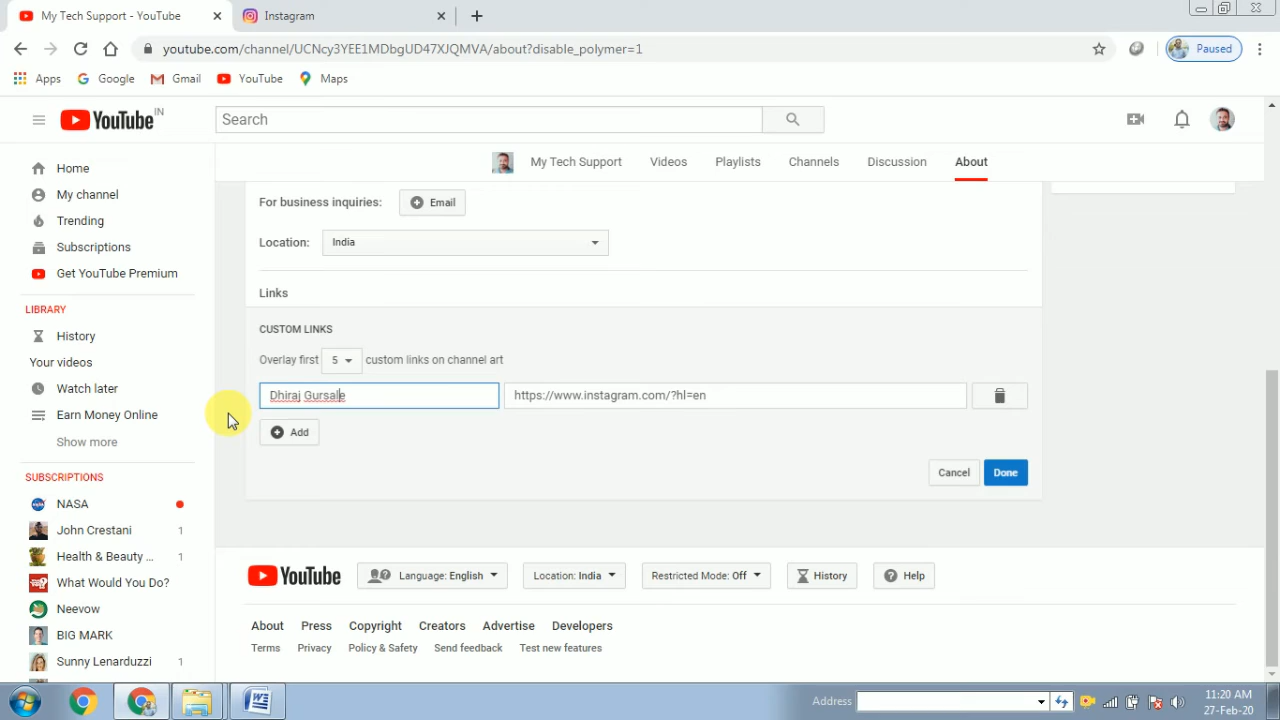 My Tech Support - YouTube
Instagram
youtube.com/channel/UCNcy3YEE1MDbgUD47XJQMVA/about?disable_polymer=1
Paused
Apps Google Gmail YouTube Maps
YouTube IN
Search
My Tech Support Videos Playlists Channels Discussion About
Home
My channel
Trending
Subscriptions
Get YouTube Premium
LIBRARY
History
Your videos
Watch later
Earn Money Online
Show more
SUBSCRIPTIONS
NASA
John Crestani 1
Health & Beauty ... 1
What Would You Do?
Neevow
BIG MARK
Sunny Lenarduzzi 1
For business inquiries: Email
Location: India
Links
CUSTOM LINKS
Overlay first 5 custom links on channel art
Dhiraj Gursale https://www.instagram.com/?hl=en
Add
Cancel Done
YouTube Language: English Location: India Restricted Mode: Off History Help
About Press Copyright Creators Advertise Developers
Terms Privacy Policy & Safety Send feedback Test new features
Address
11:20 AM
27-Feb-20